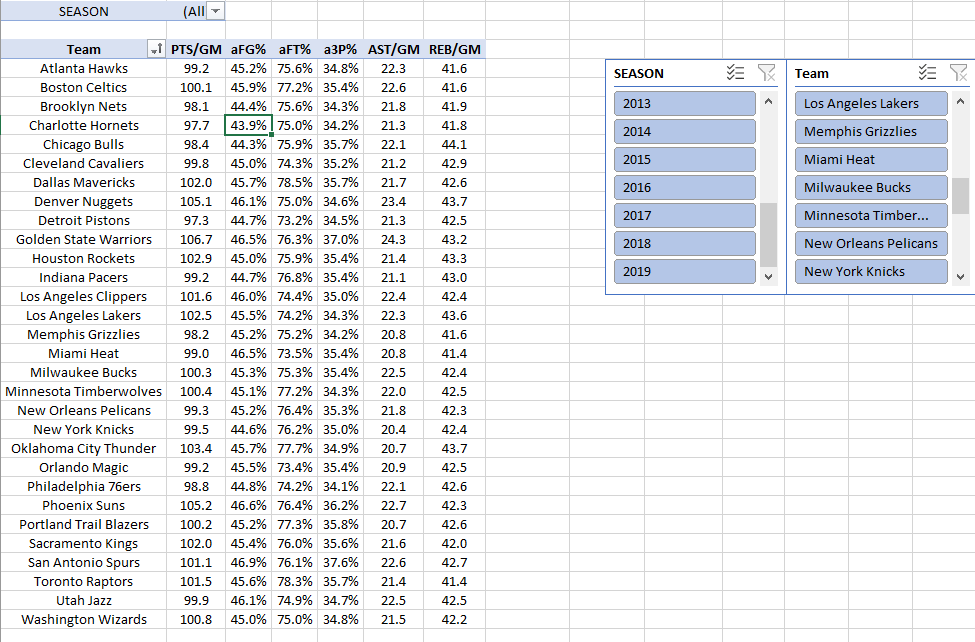 SEASON (All
Team PTS/GM aFG% aFT% a3P% AST/GM REB/GM
Atlanta Hawks 99.2 45.2% 75.6% 34.8% 22.3 41.6
Boston Celtics 100.1 45.9% 77.2% 35.4% 22.6 41.6
Brooklyn Nets 98.1 44.4% 75.6% 34.3% 21.8 41.9
Charlotte Hornets 97.7 43.9% 75.0% 34.2% 21.3 41.8
Chicago Bulls 98.4 44.3% 75.9% 35.7% 22.1 44.1
Cleveland Cavaliers 99.8 45.0% 74.3% 35.2% 21.2 42.9
Dallas Mavericks 102.0 45.7% 78.5% 35.7% 21.7 42.6
Denver Nuggets 105.1 46.1% 75.0% 34.6% 23.4 43.7
Detroit Pistons 97.3 44.7% 73.2% 34.5% 21.3 42.5
Golden State Warriors 106.7 46.5% 76.3% 37.0% 24.3 43.2
Houston Rockets 102.9 45.0% 75.9% 35.4% 21.4 43.3
Indiana Pacers 99.2 44.7% 76.8% 35.4% 21.1 43.0
Los Angeles Clippers 101.6 46.0% 74.4% 35.0% 22.4 42.4
Los Angeles Lakers 102.5 45.5% 74.2% 34.3% 22.3 43.6
Memphis Grizzlies 98.2 45.2% 75.2% 34.2% 20.8 41.6
Miami Heat 99.0 46.5% 73.5% 35.4% 20.8 41.4
Milwaukee Bucks 100.3 45.3% 75.3% 35.4% 22.5 42.4
Minnesota Timberwolves 100.4 45.1% 77.2% 34.3% 22.0 42.5
New Orleans Pelicans 99.3 45.2% 76.4% 35.3% 21.8 42.3
New York Knicks 99.5 44.6% 76.2% 35.0% 20.4 42.4
Oklahoma City Thunder 103.4 45.7% 77.7% 34.9% 20.7 43.7
Orlando Magic 99.2 45.5% 73.4% 35.4% 20.9 42.5
Philadelphia 76ers 98.8 44.8% 74.2% 34.1% 22.1 42.6
Phoenix Suns 105.2 46.6% 76.4% 36.2% 22.7 42.3
Portland Trail Blazers 100.2 45.2% 77.3% 35.8% 20.7 42.6
Sacramento Kings 102.0 45.4% 76.0% 35.6% 21.6 42.0
San Antonio Spurs 101.1 46.9% 76.1% 37.6% 22.6 42.7
Toronto Raptors 101.5 45.6% 78.3% 35.7% 21.4 41.4
Utah Jazz 99.9 46.1% 74.9% 34.7% 22.5 42.5
Washington Wizards 100.8 45.0% 75.0% 34.8% 21.5 42.2
SEASON
2013
2014
2015
2016
2017
2018
2019
Team
Los Angeles Lakers
Memphis Grizzlies
Miami Heat
Milwaukee Bucks
Minnesota Timber...
New Orleans Pelicans
New York Knicks